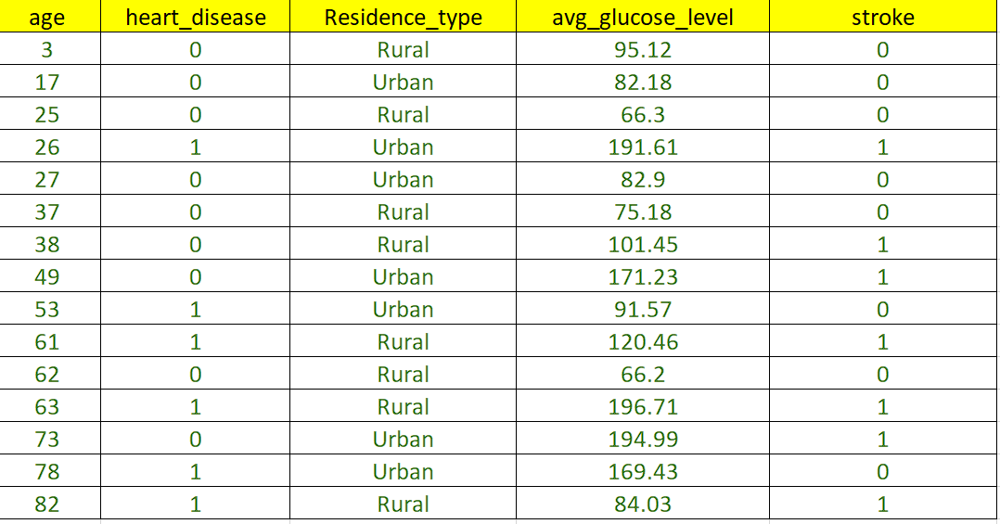 age heart_disease Residence_type avg_glucose_level stroke
3 0 Rural 95.12 0
17 0 Urban 82.18 0
25 0 Rural 66.3 0
26 1 Urban 191.61 1
27 0 Urban 82.9 0
37 0 Rural 75.18 0
38 0 Rural 101.45 1
49 0 Urban 171.23 1
53 1 Urban 91.57 0
61 1 Rural 120.46 1
62 0 Rural 66.2 0
63 1 Rural 196.71 1
73 0 Urban 194.99 1
78 1 Urban 169.43 0
82 1 Rural 84.03 1